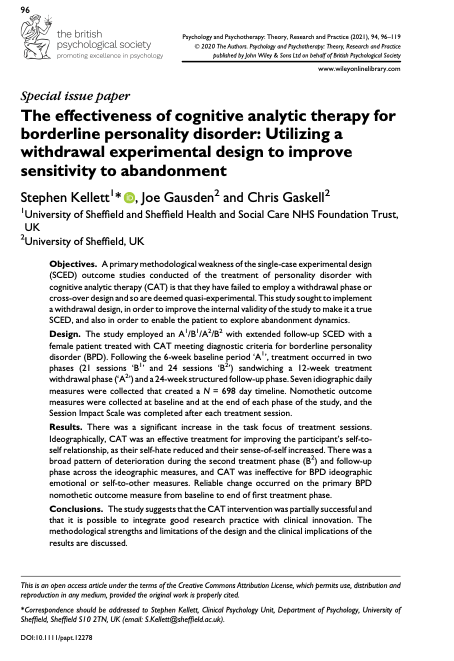 96
the british
psychological society
promoting excellence in psychology
Psychology and Psychotherapy: Theory, Research and Practice (2021), 94, 96–119
© 2020 The Authors. Psychology and Psychotherapy: Theory, Research and Practice
published by John Wiley & Sons Ltd on behalf of British Psychological Society
www.wileyonlinelibrary.com
Special issue paper
The effectiveness of cognitive analytic therapy for
borderline personality disorder: Utilizing a
withdrawal experimental design to improve
sensitivity to abandonment
Stephen Kellett¹* iD, Joe Gausden² and Chris Gaskell²
¹University of Sheffield and Sheffield Health and Social Care NHS Foundation Trust,
UK
²University of Sheffield, UK
Objectives. A primary methodological weakness of the single-case experimental design
(SCED) outcome studies conducted of the treatment of personality disorder with
cognitive analytic therapy (CAT) is that they have failed to employ a withdrawal phase or
cross-over design and so are deemed quasi-experimental. This study sought to implement
a withdrawal design, in order to improve the internal validity of the study to make it a true
SCED, and also in order to enable the patient to explore abandonment dynamics.
Design. The study employed an A¹/B¹/A²/B² with extended follow-up SCED with a
female patient treated with CAT meeting diagnostic criteria for borderline personality
disorder (BPD). Following the 6-week baseline period ‘A¹’, treatment occurred in two
phases (21 sessions ‘B¹’ and 24 sessions ‘B²’) sandwiching a 12-week treatment
withdrawal phase (‘A²’) and a 24-week structured follow-up phase. Seven idiographic daily
measures were collected that created a N = 698 day timeline. Nomothetic outcome
measures were collected at baseline and at the end of each phase of the study, and the
Session Impact Scale was completed after each treatment session.
Results. There was a significant increase in the task focus of treatment sessions.
Ideographically, CAT was an effective treatment for improving the participant's self-to-
self relationship, as their self-hate reduced and their sense-of-self increased. There was a
broad pattern of deterioration during the second treatment phase (B²) and follow-up
phase across the ideographic measures, and CAT was ineffective for BPD ideographic
emotional or self-to-other measures. Reliable change occurred on the primary BPD
nomothetic outcome measure from baseline to end of first treatment phase.
Conclusions. The study suggests that the CAT intervention was partially successful and
that it is possible to integrate good research practice with clinical innovation. The
methodological strengths and limitations of the design and the clinical implications of the
results are discussed.
This is an open access article under the terms of the Creative Commons Attribution License, which permits use, distribution and
reproduction in any medium, provided the original work is properly cited.
*Correspondence should be addressed to Stephen Kellett, Clinical Psychology Unit, Department of Psychology, University of
Sheffield, Sheffield S10 2TN, UK (email: S.Kellett@sheffield.ac.uk).
DOI:10.1111/papt.12278